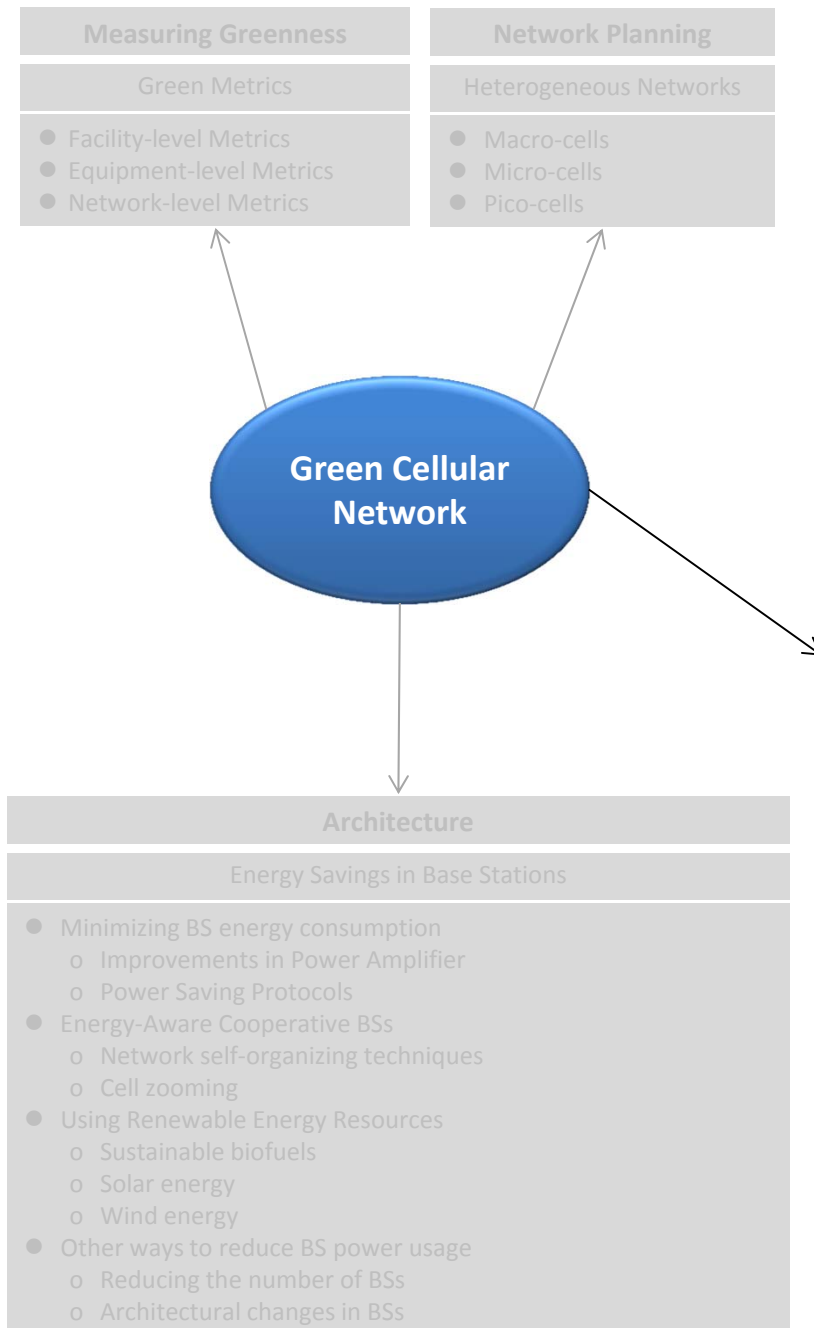 Measuring Greenness
Green Metrics
● Facility-level Metrics
● Equipment-level Metrics
● Network-level Metrics
Network Planning
Heterogeneous Networks
● Macro-cells
● Micro-cells
● Pico-cells
Green Cellular
Network
Architecture
Energy Savings in Base Stations
● Minimizing BS energy consumption
o Improvements in Power Amplifier
o Power Saving Protocols
● Energy-Aware Cooperative BSs
o Network self-organizing techniques
o Cell zooming
● Using Renewable Energy Resources
o Sustainable biofuels
o Solar energy
o Wind energy
● Other ways to reduce BS power usage
o Reducing the number of BSs
o Architectural changes in BSs